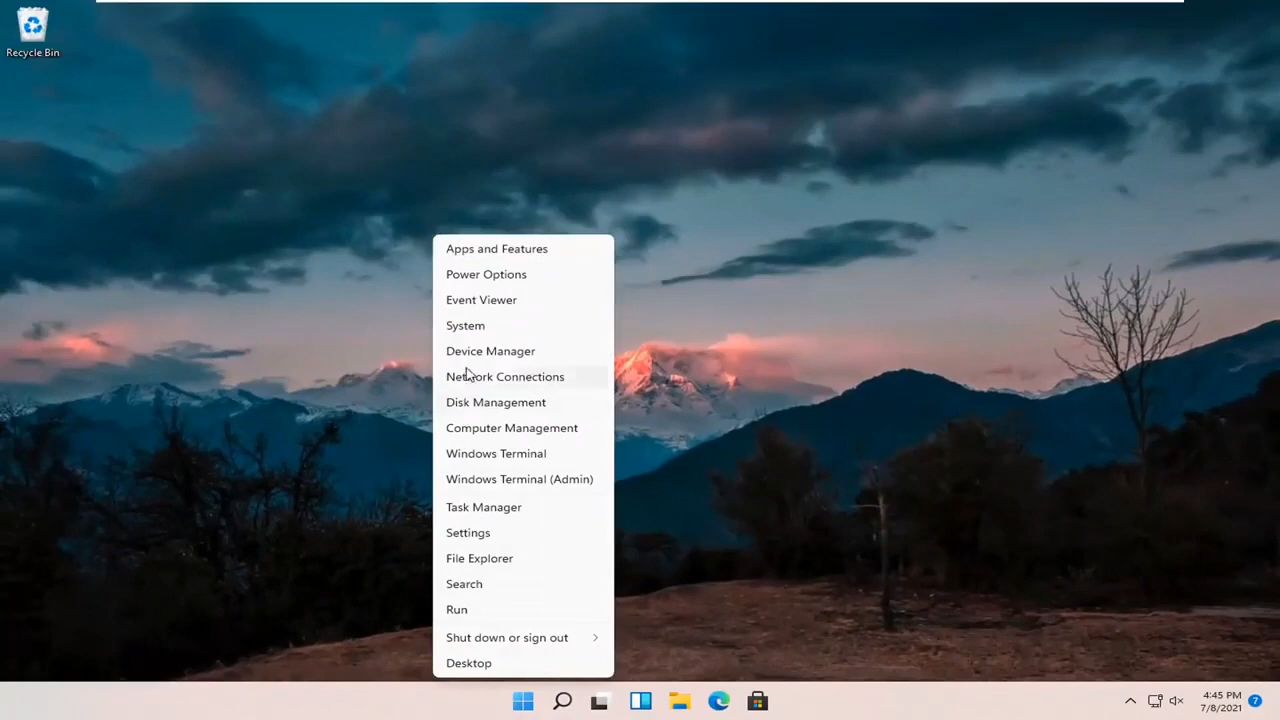 Recycle Bin
Apps and Features
Power Options
Event Viewer
System
Device Manager
Network Connections
Disk Management
Computer Management
Windows Terminal
Windows Terminal (Admin)
Task Manager
Settings
File Explorer
Search
Run
Shut down or sign out
Desktop
4:45 PM
7/8/2021
7